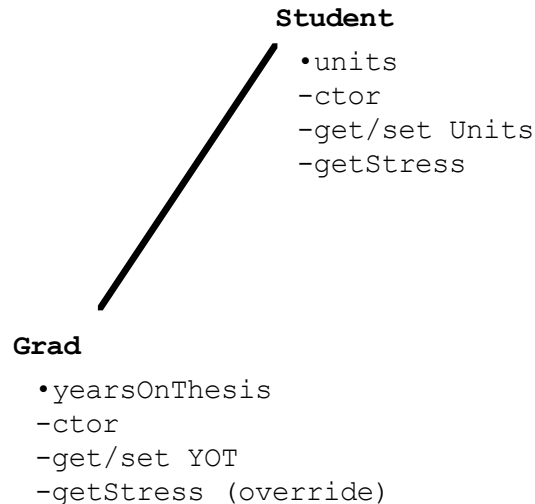 Student
•units
-ctor
-get/set Units
-getStress
Grad
•yearsOnThesis
-ctor
-get/set YOT
-getStress (override)